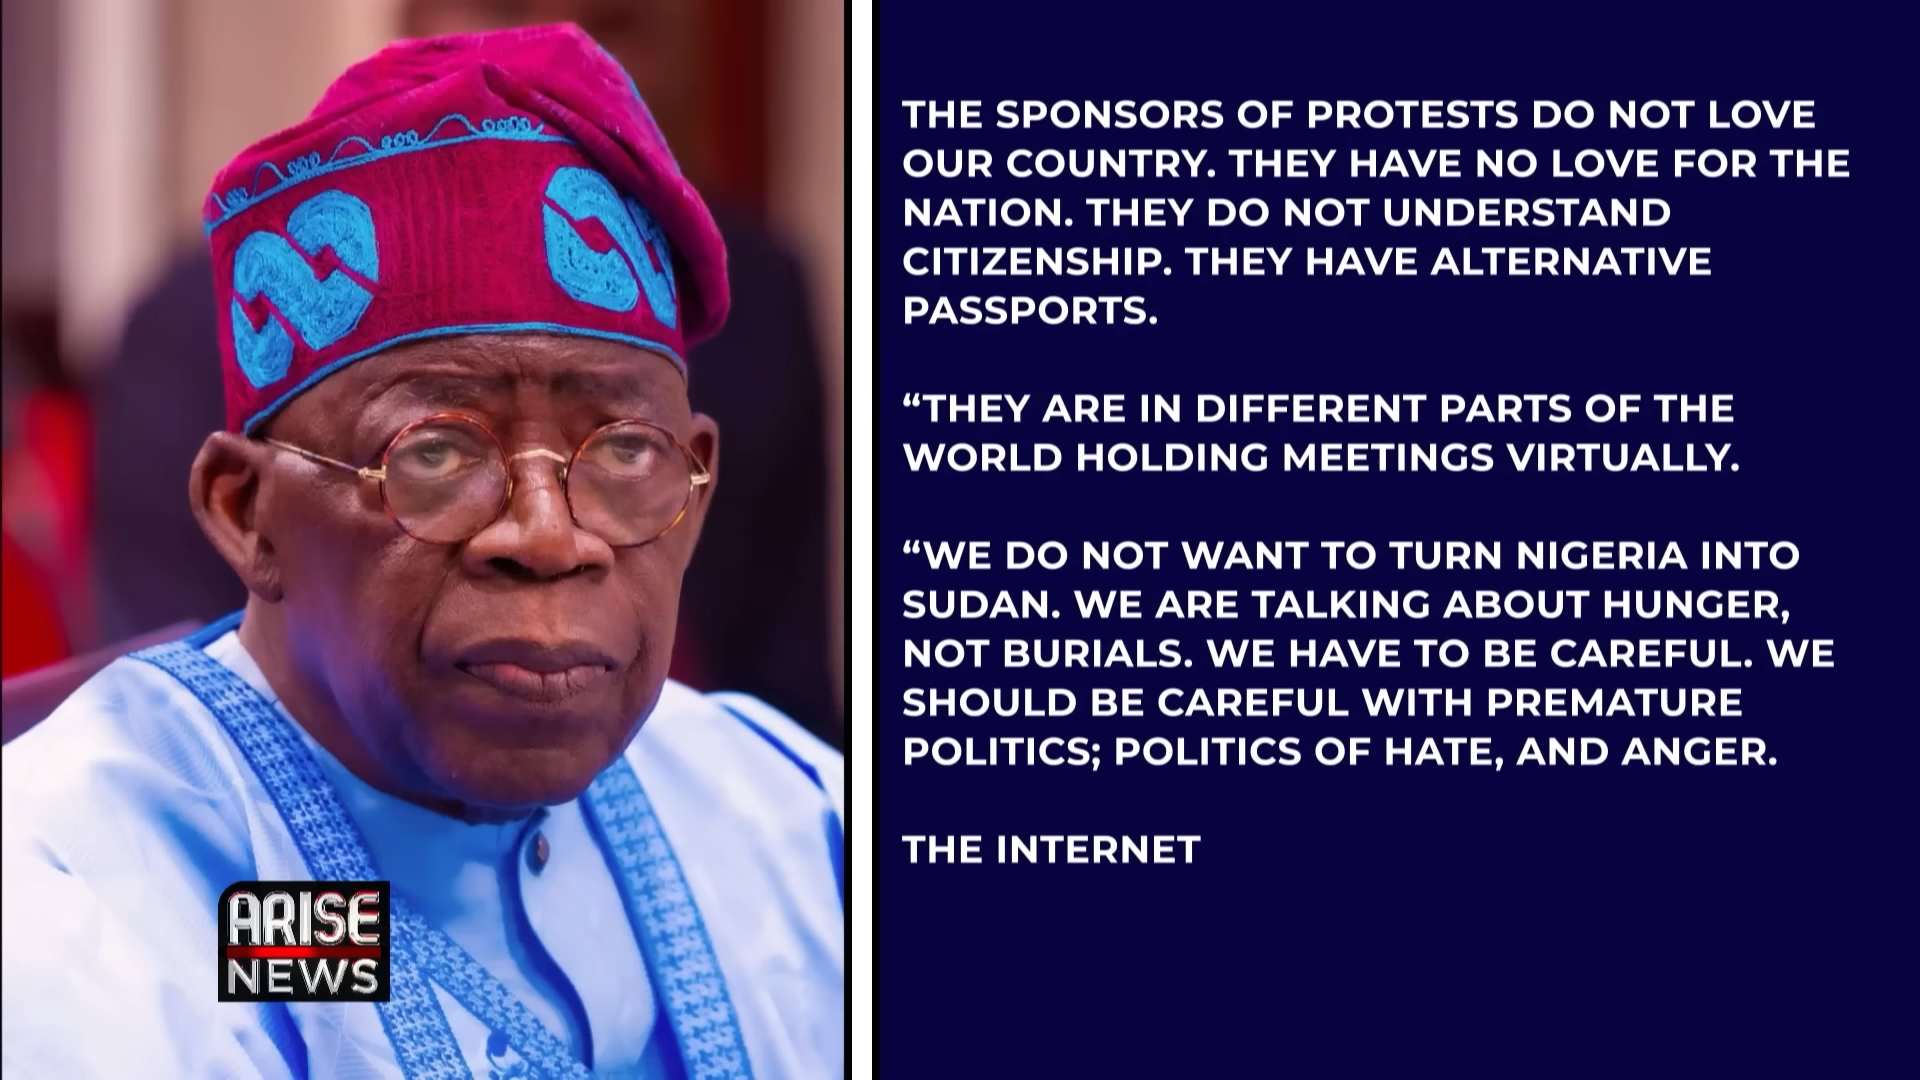 THE SPONSORS OF PROTESTS DO NOT LOVE
OUR COUNTRY. THEY HAVE NO LOVE FOR THE
NATION. THEY DO NOT UNDERSTAND
CITIZENSHIP. THEY HAVE ALTERNATIVE
PASSPORTS.
“THEY ARE IN DIFFERENT PARTS OF THE
WORLD HOLDING MEETINGS VIRTUALLY.
“WE DO NOT WANT TO TURN NIGERIA INTO
SUDAN. WE ARE TALKING ABOUT HUNGER,
NOT BURIALS. WE HAVE TO BE CAREFUL. WE
SHOULD BE CAREFUL WITH PREMATURE
POLITICS; POLITICS OF HATE, AND ANGER.
THE INTERNET
ARISE
NEWS